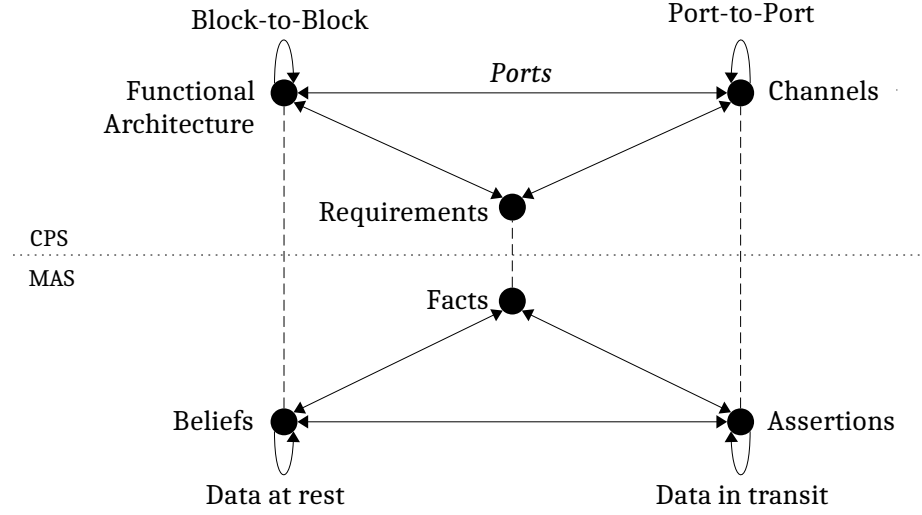 Block-to-Block
Port-to-Port
Ports
Functional
Architecture
Channels
Requirements
CPS
MAS
Facts
Beliefs
Assertions
Data at rest
Data in transit